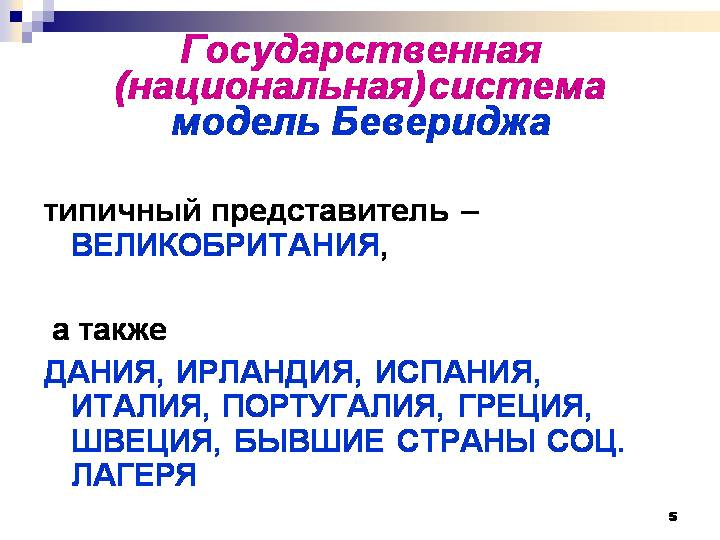 Государственная
(национальная)система
модель Бевериджа
типичный представитель –
ВЕЛИКОБРИТАНИЯ,
а также
ДАНИЯ, ИРЛАНДИЯ, ИСПАНИЯ,
ИТАЛИЯ, ПОРТУГАЛИЯ, ГРЕЦИЯ,
ШВЕЦИЯ, БЫВШИЕ СТРАНЫ СОЦ.
ЛАГЕРЯ
5